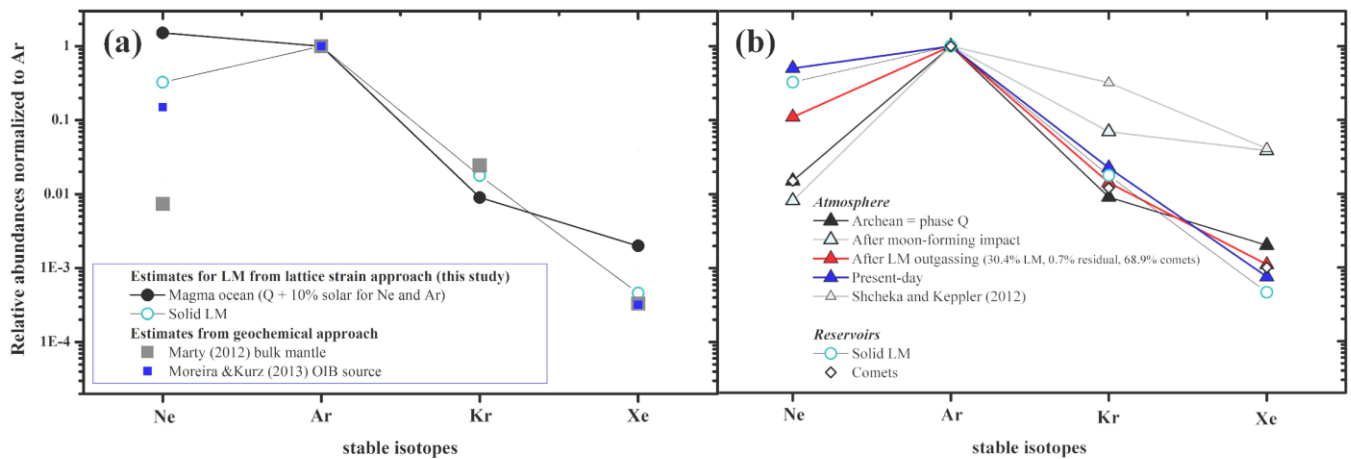 Relative abundances normalized to Ar
1
0.1
0.01
1E-3
1E-4
(a)
Estimates for LM from lattice strain approach (this study)
Magma ocean (Q + 10% solar for Ne and Ar)
Solid LM
Estimates from geochemical approach
Marty (2012) bulk mantle
Moreira &Kurz (2013) OIB source
Ne Ar Kr Xe
stable isotopes
(b)
Atmosphere
Archean = phase Q
After moon-forming impact
After LM outgassing (30.4% LM, 0.7% residual, 68.9% comets)
Present-day
Shcheka and Keppler (2012)
Reservoirs
Solid LM
Comets
Ne Ar Kr Xe
stable isotopes